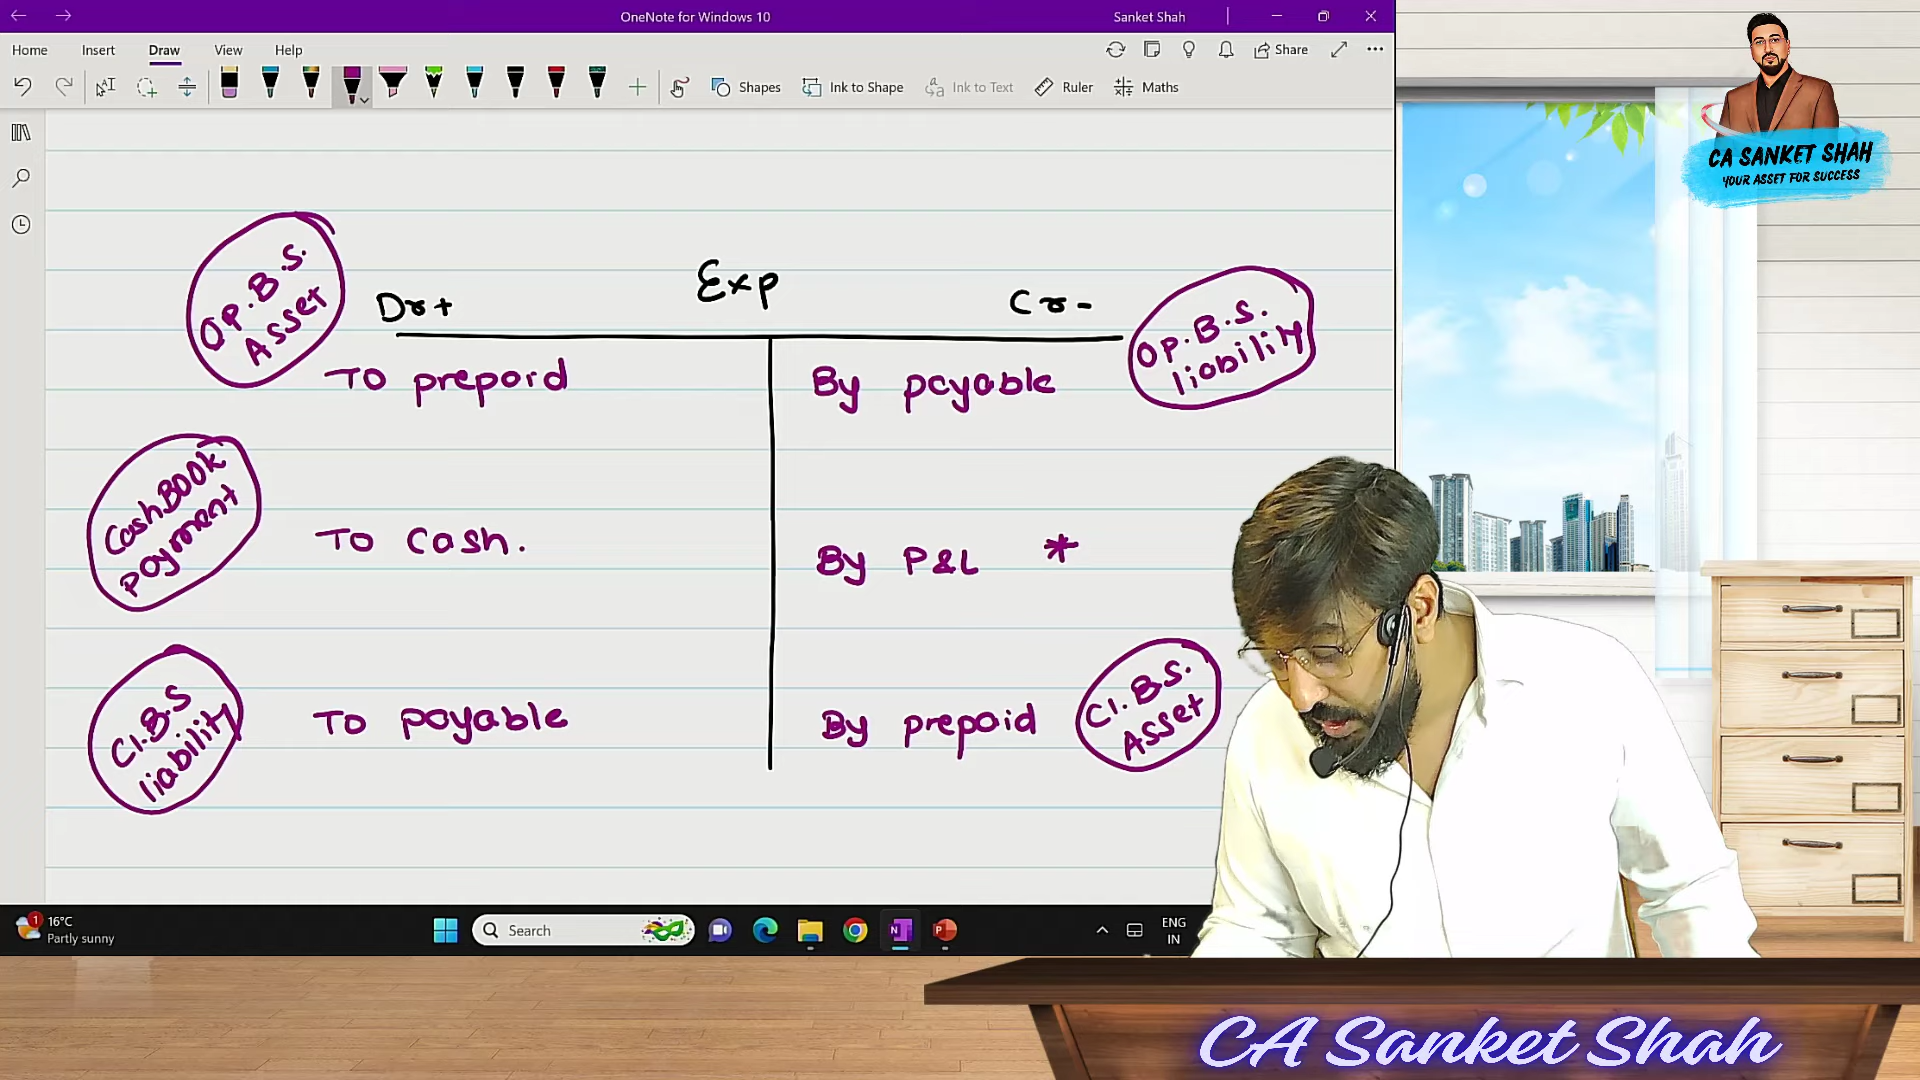 OneNote for Windows 10
Sanket Shah
Home
Insert
Draw
View
Help
Share
Shapes
Ink to Shape
Ink to Text
Ruler
Maths
CA SANKET SHAH
YOUR ASSET FOR SUCCESS
Op.B.S.
Asset
Dr+
Exp
Cr-
Op.B.S.
liability
To prepaid
By payable
CashBook
payment
To Cash.
By P&L *
Cl.B.S
liability
To payable
By prepaid
Cl.B.S.
Asset
1
16°C
Partly sunny
Search
ENG
IN
CA Sanket Shah